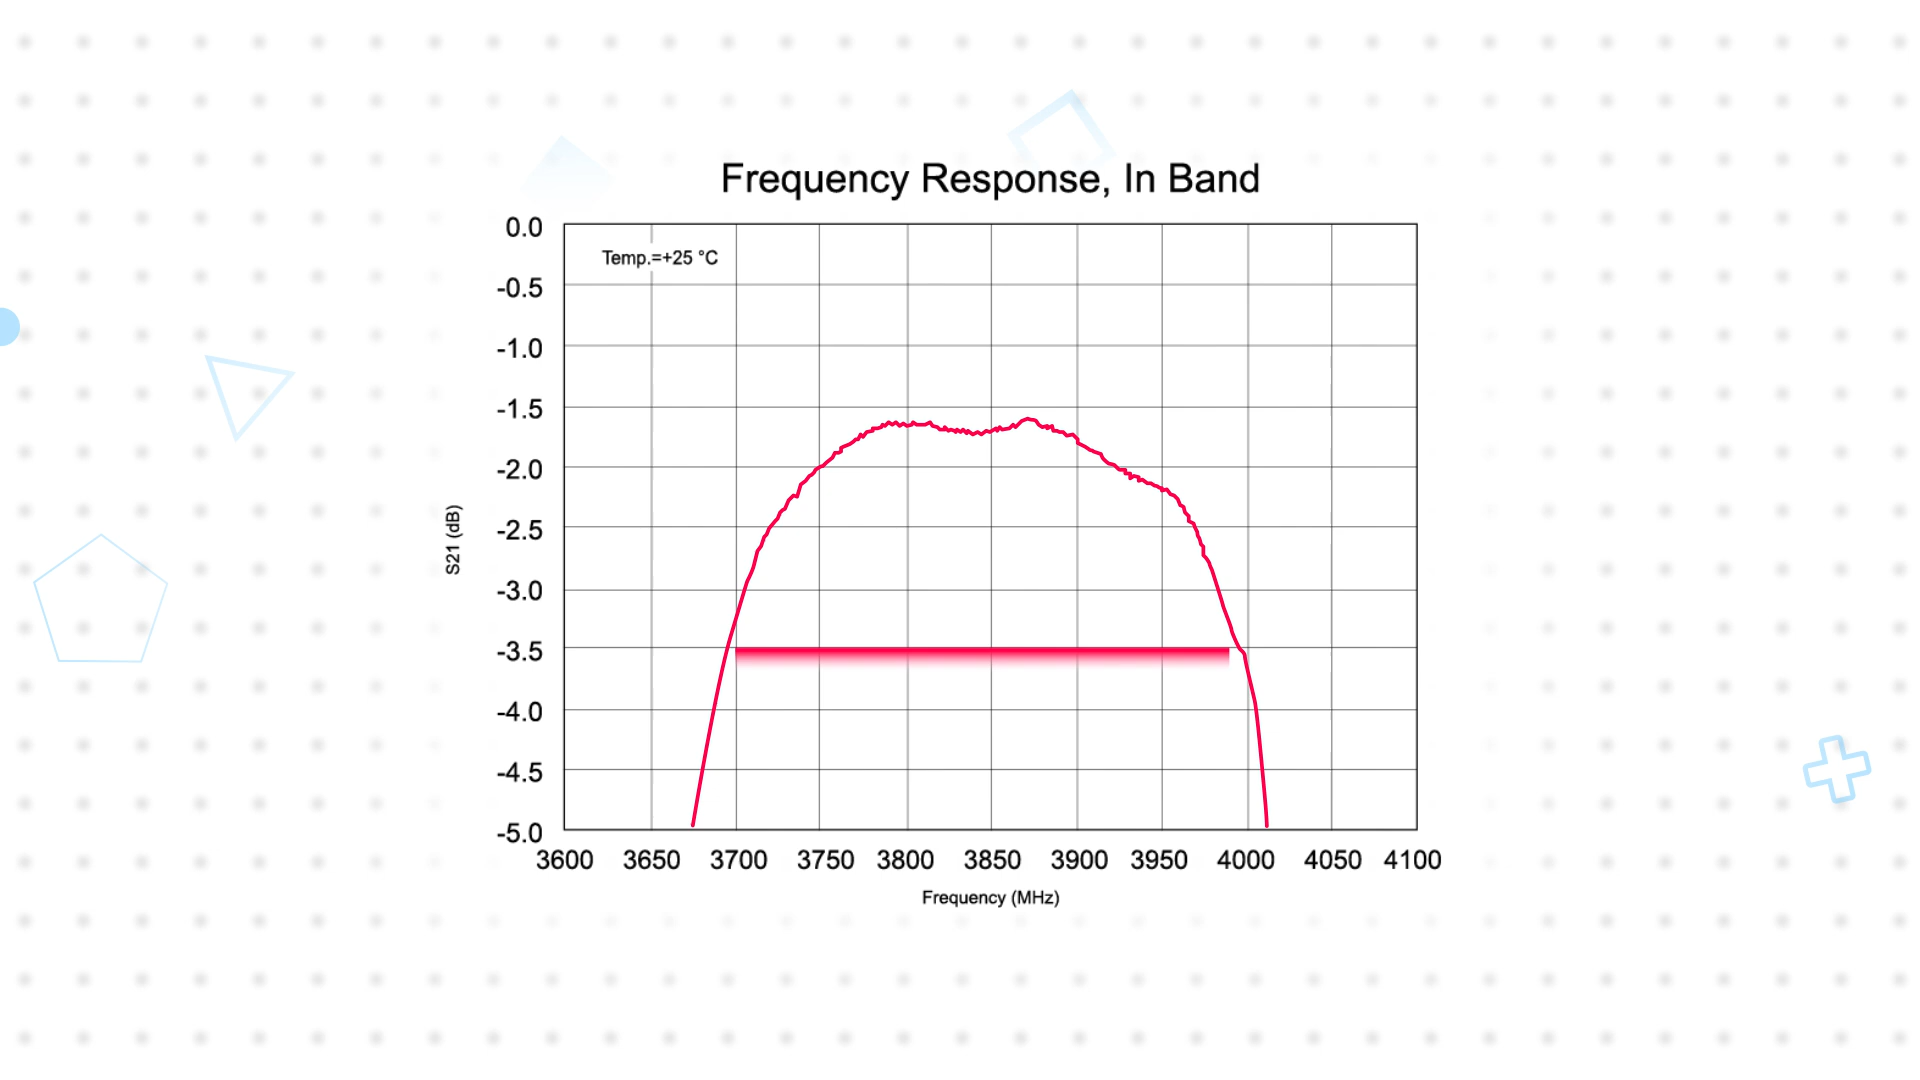 Frequency Response, In Band
Temp.=+25 °C
0.0
-0.5
-1.0
-1.5
-2.0
-2.5
-3.0
-3.5
-4.0
-4.5
-5.0
S21 (dB)
3600 3650 3700 3750 3800 3850 3900 3950 4000 4050 4100
Frequency (MHz)